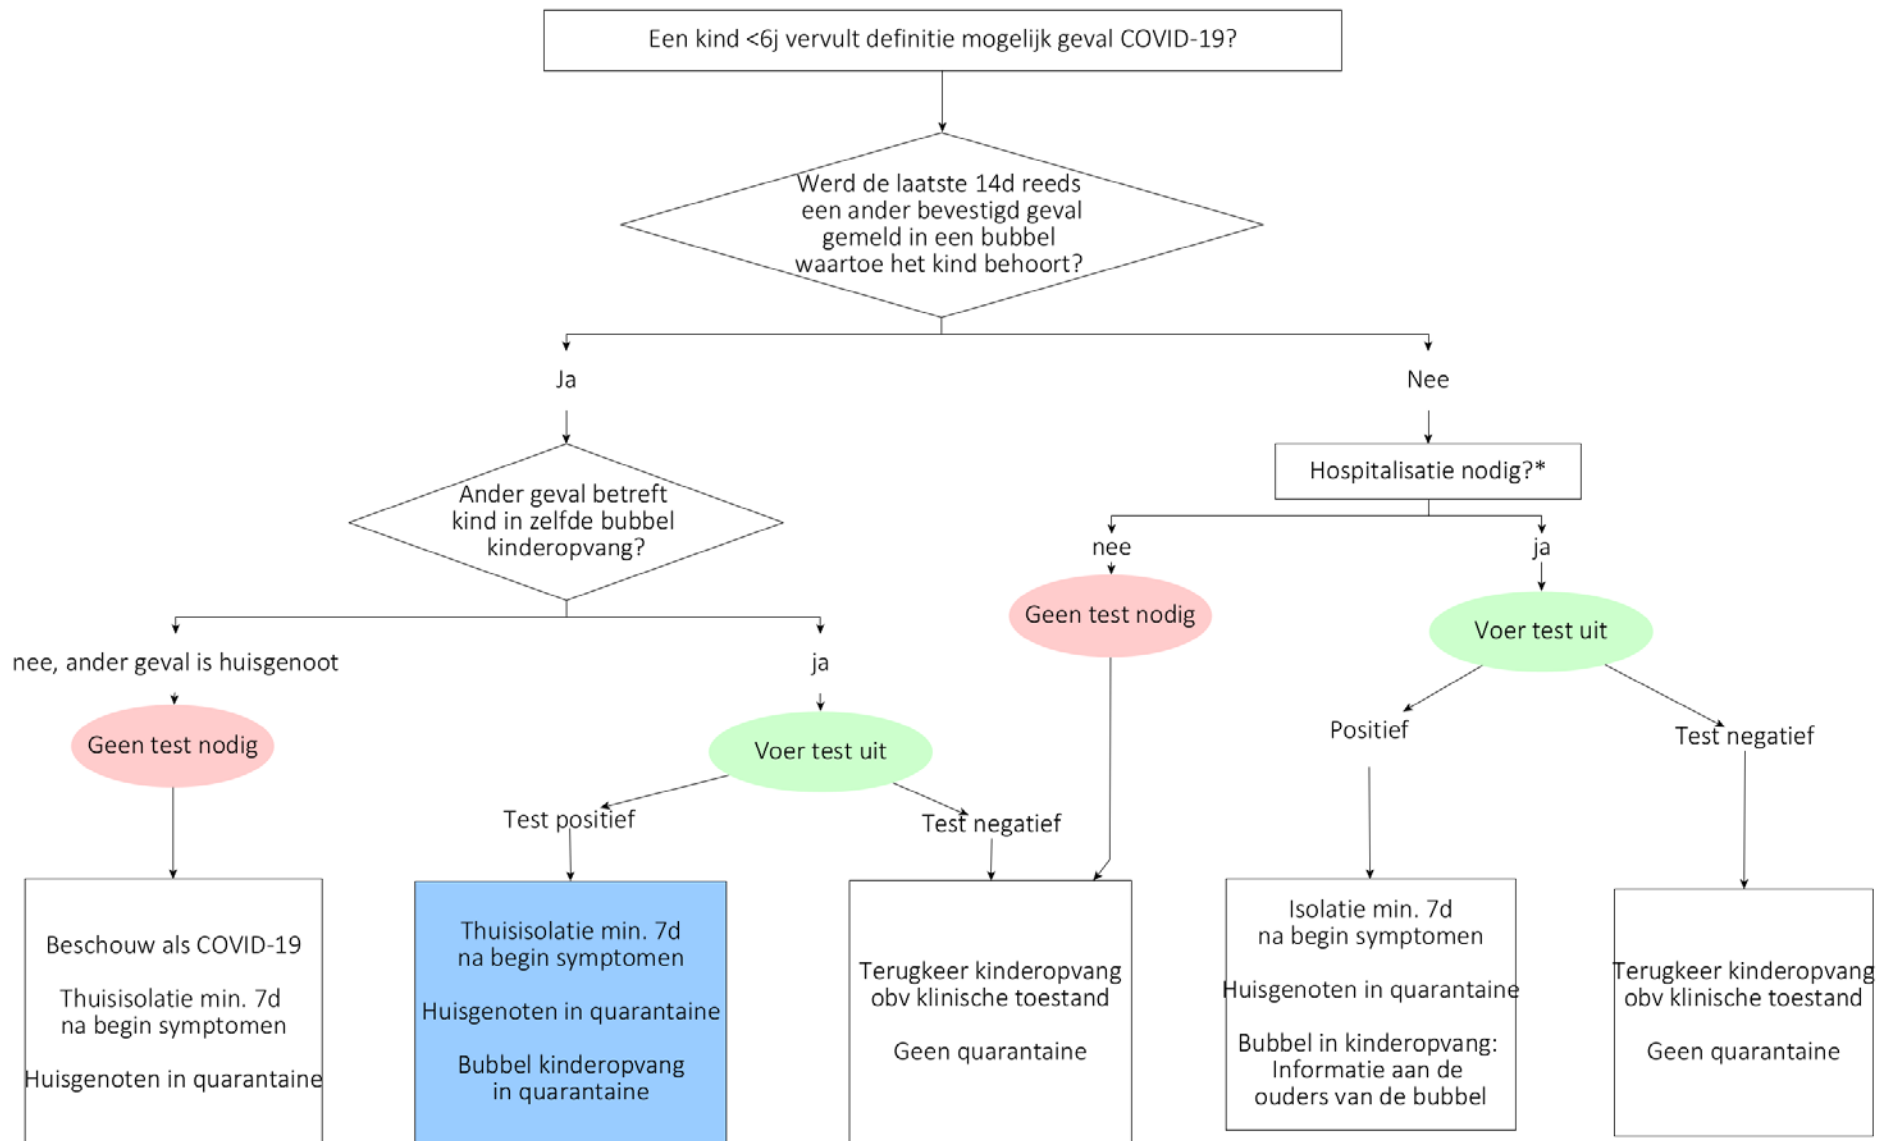 Een kind <6j vervult definitie mogelijk geval COVID-19?
Werd de laatste 14d reeds
een ander bevestigd geval
gemeld in een bubbel
waartoe het kind behoort?
Ja
Nee
Ander geval betreft
kind in zelfde bubbel
kinderopvang?
Hospitalisatie nodig?*
nee
ja
Geen test nodig
Voer test uit
nee, ander geval is huisgenoot
ja
Geen test nodig
Voer test uit
Positief
Test negatief
Test positief
Test negatief
Beschouw als COVID-19
Thuisisolatie min. 7d
na begin symptomen
Huisgenoten in quarantaine
Thuisisolatie min. 7d
na begin symptomen
Huisgenoten in quarantaine
Bubbel kinderopvang
in quarantaine
Terugkeer kinderopvang
obv klinische toestand
Geen quarantaine
Isolatie min. 7d
na begin symptomen
Huisgenoten in quarantaine
Bubbel in kinderopvang:
Informatie aan de
ouders van de bubbel
Terugkeer kinderopvang
obv klinische toestand
Geen quarantaine